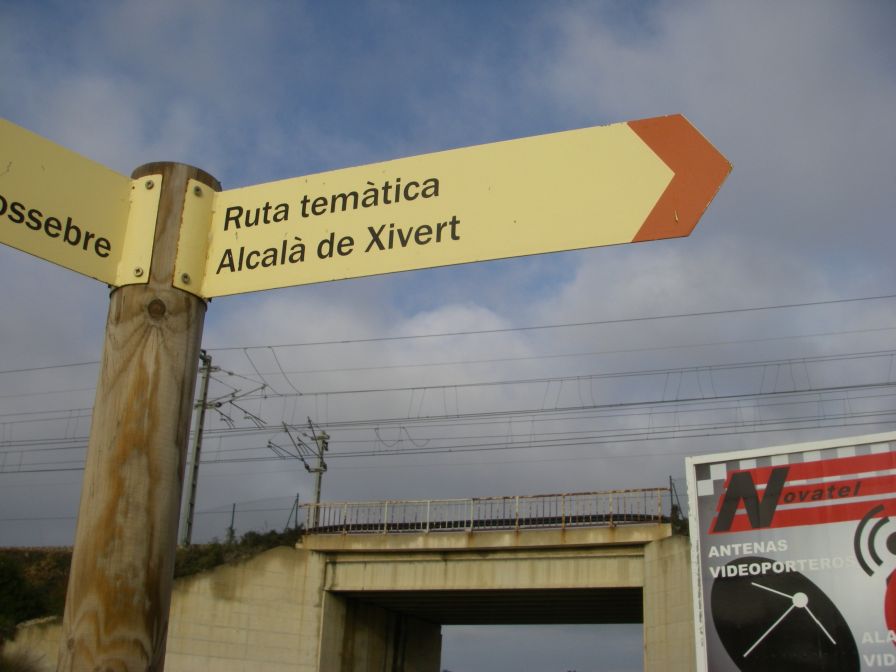 ossebre
Ruta temàtica
Alcalà de Xivert
Novatel
ANTENAS
VIDEOPORTEROS